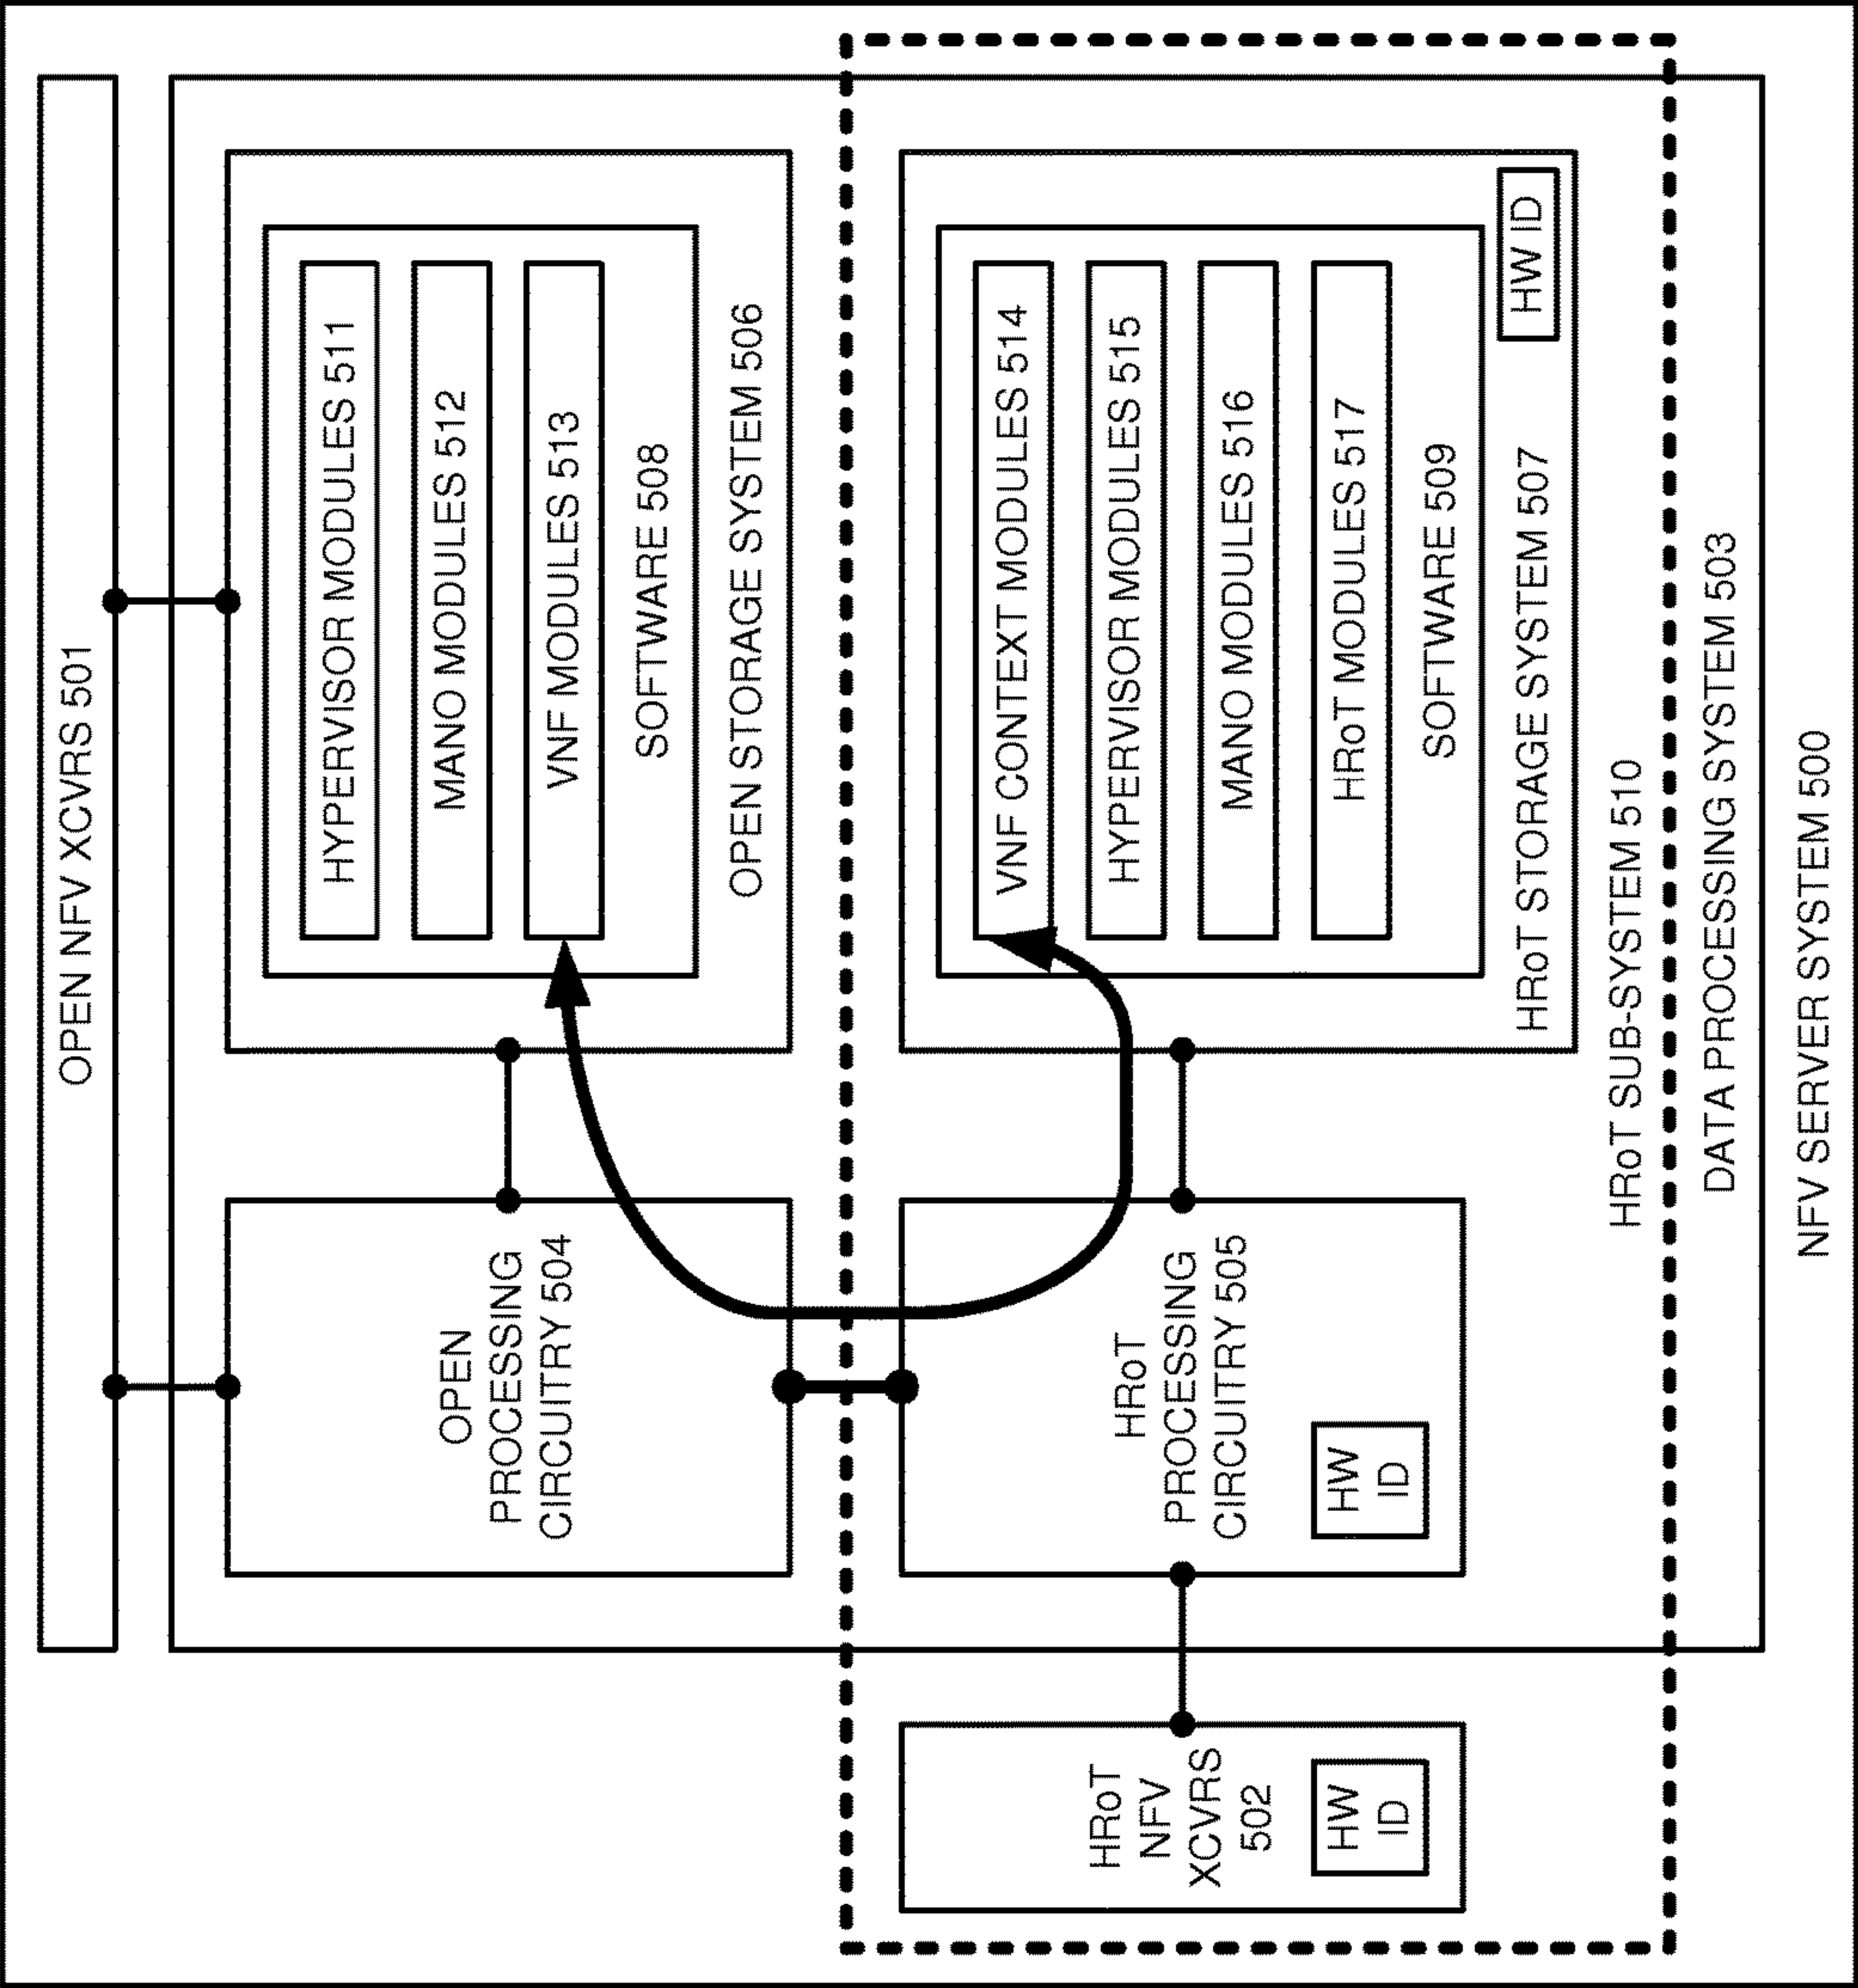 OPEN NFV XCVRS 501
OPEN
PROCESSING
CIRCUITRY 504
HYPERVISOR MODULES 511
MANO MODULES 512
VNF MODULES 513
SOFTWARE 508
OPEN STORAGE SYSTEM 506
HRoT
NFV
XCVRS
502
HW
ID
HRoT
PROCESSING
CIRCUITRY 505
HW
ID
VNF CONTEXT MODULES 514
HYPERVISOR MODULES 515
MANO MODULES 516
HRoT MODULES 517
SOFTWARE 509
HRoT STORAGE SYSTEM 507
HW ID
HRoT SUB-SYSTEM 510
DATA PROCESSING SYSTEM 503
NFV SERVER SYSTEM 500